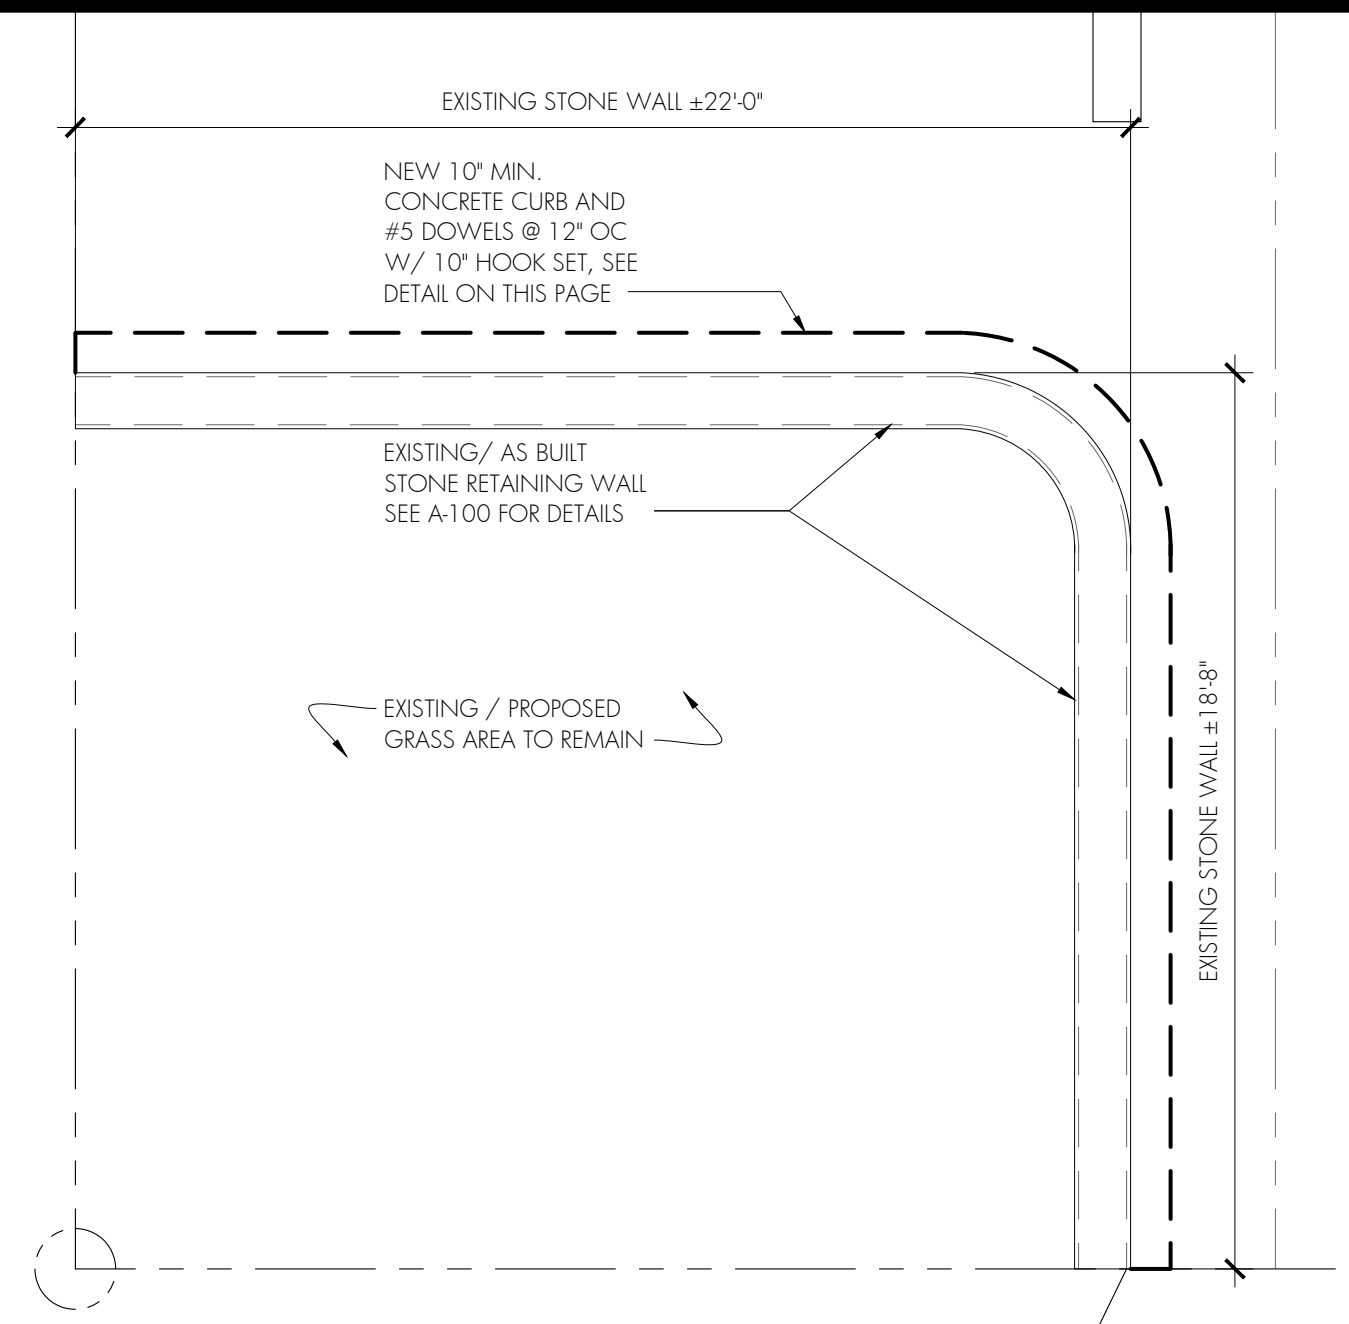 EXISTING STONE WALL ±22'-0"
NEW 10" MIN.
CONCRETE CURB AND
#5 DOWELS @ 12" OC
W/ 10" HOOK SET, SEE
DETAIL ON THIS PAGE
EXISTING/ AS BUILT
STONE RETAINING WALL
SEE A-100 FOR DETAILS
EXISTING / PROPOSED
GRASS AREA TO REMAIN
EXISTING STONE WALL ±18'-8"